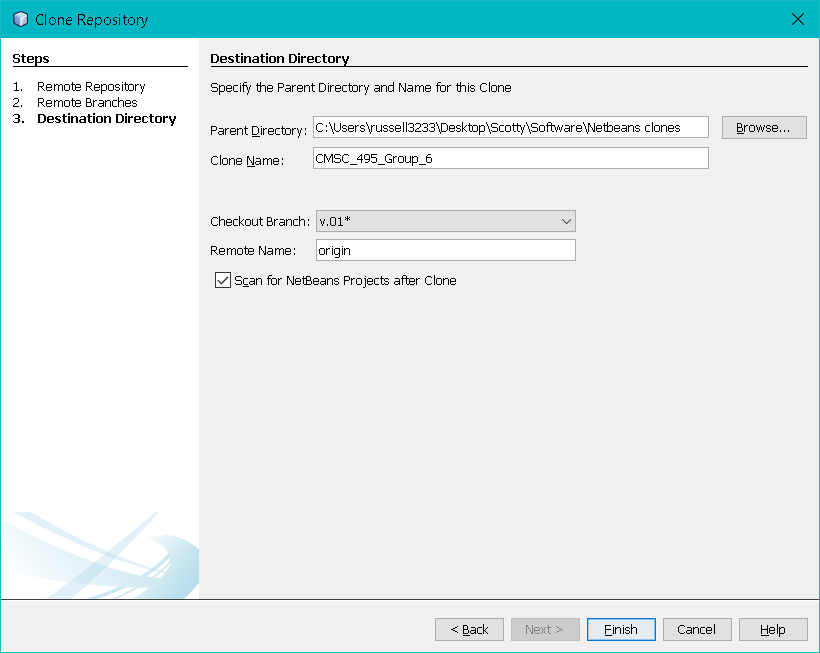 Clone Repository
Steps
1. Remote Repository
2. Remote Branches
3. Destination Directory
Destination Directory
Specify the Parent Directory and Name for this Clone
Parent Directory: C:\Users\russell3233\Desktop\Scotty\Software\Netbeans clones Browse...
Clone Name: CMSC_495_Group_6
Checkout Branch: v.01*
Remote Name: origin
Scan for NetBeans Projects after Clone
< Back Next > Finish Cancel Help